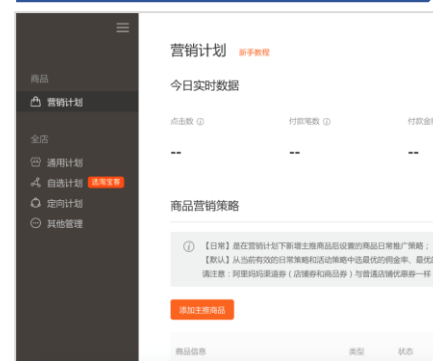 营销计划 新手教程
今日实时数据
商品
营销计划
点击数 付款笔数 付款金
-- -- --
全店
通用计划
自选计划 选淘宝客
定向计划
其他管理
商品营销策略
【日常】是在营销计划下新增主推商品后设置的商品日常推广策略；
【默认】从当前有效的日常策略和活动策略中选最优的佣金率、最优
请注意：阿里妈妈渠道券（店铺券和商品券）与普通店铺优惠券一样
添加主推商品
商品信息 类型 状态